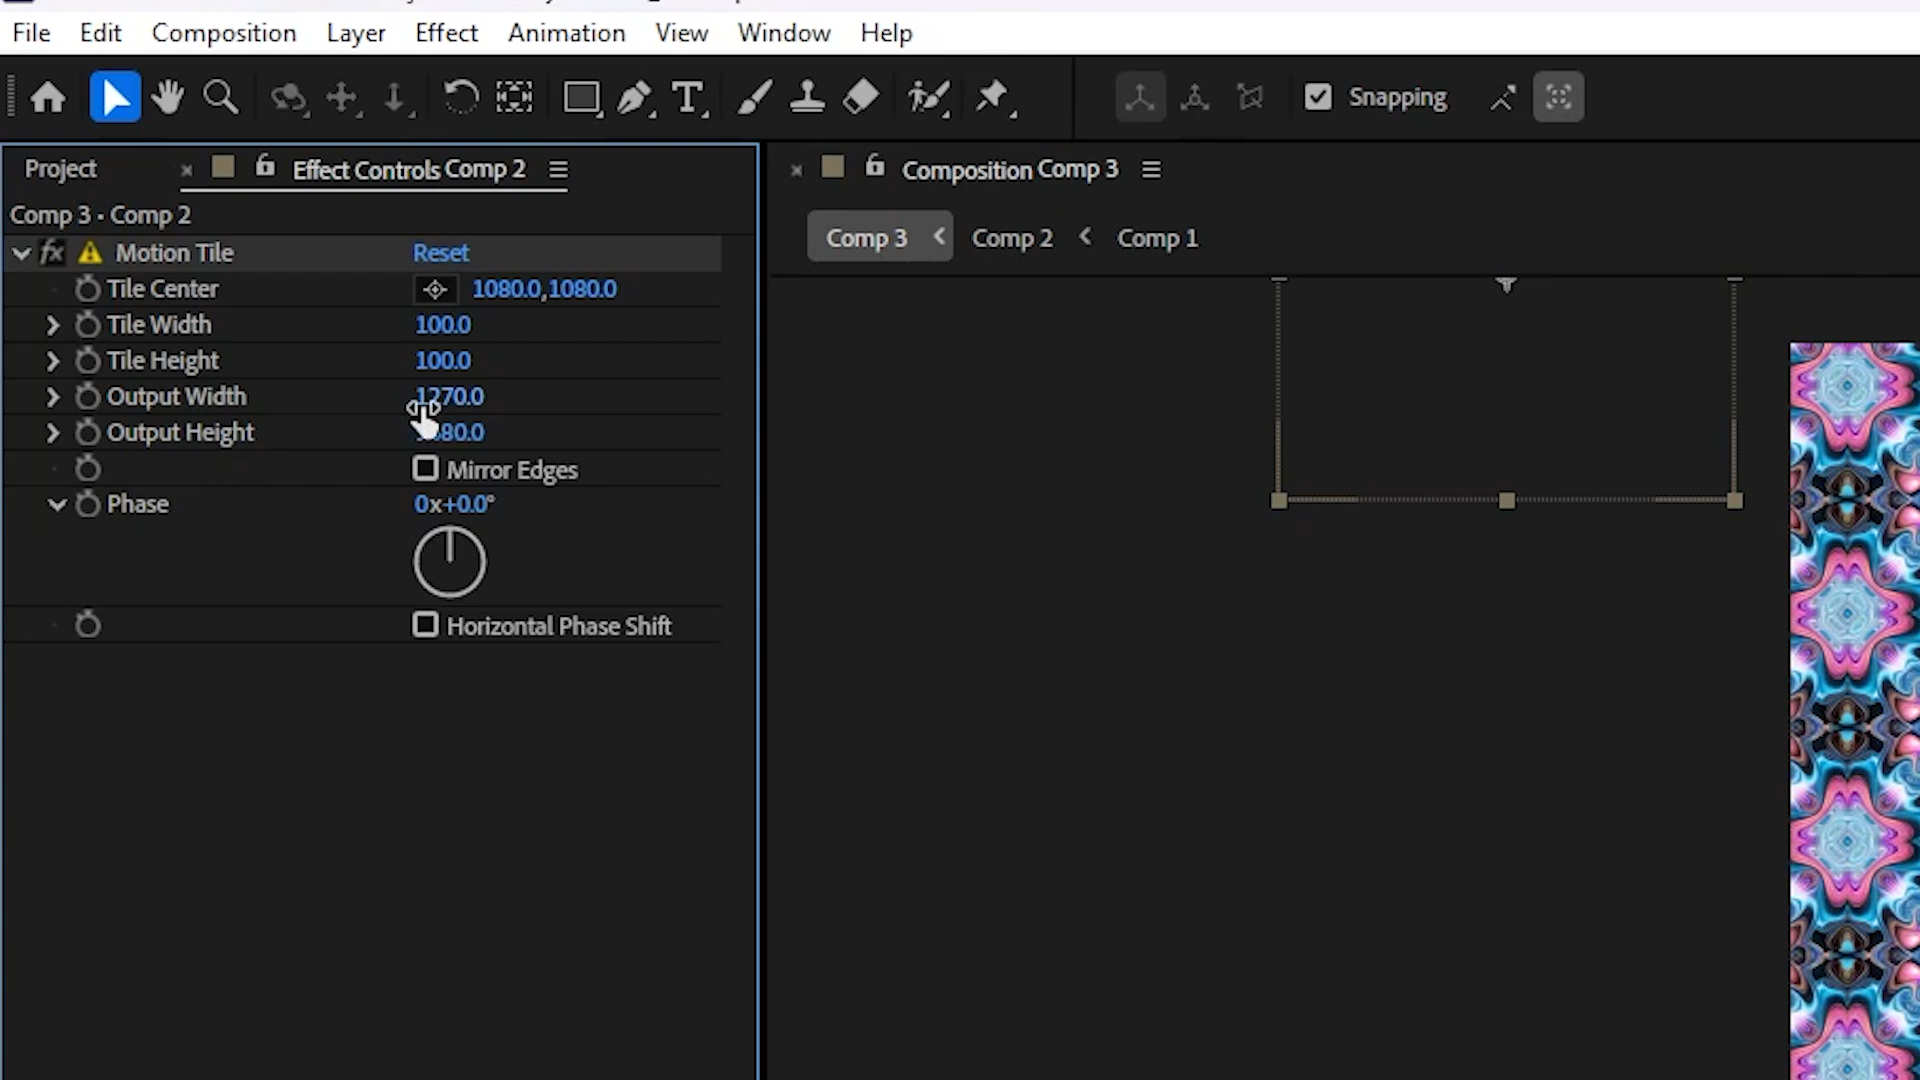 File Edit Composition Layer Effect Animation View Window Help
Snapping
Project Effect Controls Comp 2
Composition Comp 3
Comp 3 • Comp 2
Comp 3 Comp 2 Comp 1
fx Motion Tile Reset
Tile Center 1080.0,1080.0
Tile Width 100.0
Tile Height 100.0
Output Width 1270.0
Output Height
Mirror Edges
Phase 0x+0.0°
Horizontal Phase Shift